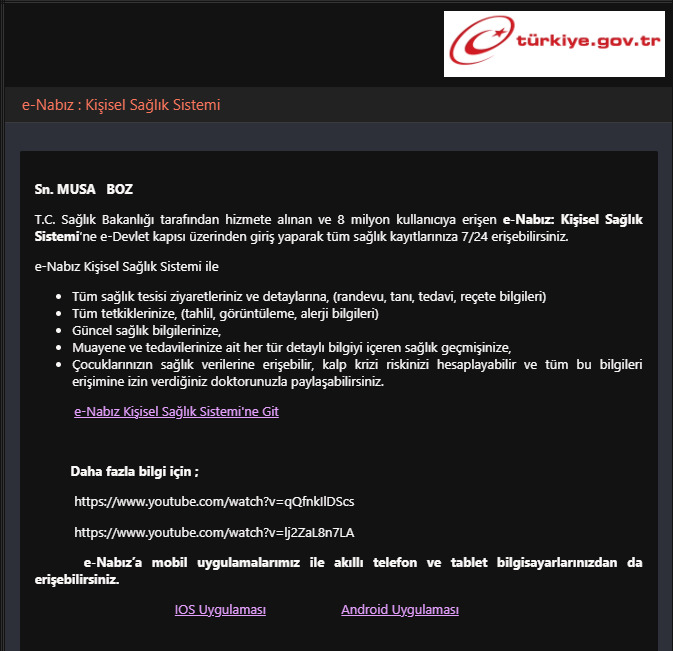 türkiye.gov.tr
e-Nabız : Kişisel Sağlık Sistemi
Sn. MUSA BOZ
T.C. Sağlık Bakanlığı tarafından hizmete alınan ve 8 milyon kullanıcıya erişen e-Nabız: Kişisel Sağlık
Sistemi'ne e-Devlet kapısı üzerinden giriş yaparak tüm sağlık kayıtlarınıza 7/24 erişebilirsiniz.
e-Nabız Kişisel Sağlık Sistemi ile
• Tüm sağlık tesisi ziyaretleriniz ve detaylarına, (randevu, tanı, tedavi, reçete bilgileri)
• Tüm tetkiklerinize, (tahlil, görüntüleme, alerji bilgileri)
• Güncel sağlık bilgilerinize,
• Muayene ve tedavilerinize ait her tür detaylı bilgiyi içeren sağlık geçmişinize,
• Çocuklarınızın sağlık verilerine erişebilir, kalp krizi riskinizi hesaplayabilir ve tüm bu bilgileri
erişimine izin verdiğiniz doktorunuzla paylaşabilirsiniz.
e-Nabız Kişisel Sağlık Sistemi'ne Git
Daha fazla bilgi için ;
https://www.youtube.com/watch?v=qQfnkIlDScs
https://www.youtube.com/watch?v=lj2ZaL8n7LA
e-Nabız’a mobil uygulamalarımız ile akıllı telefon ve tablet bilgisayarlarınızdan da
erişebilirsiniz.
IOS Uygulaması Android Uygulaması